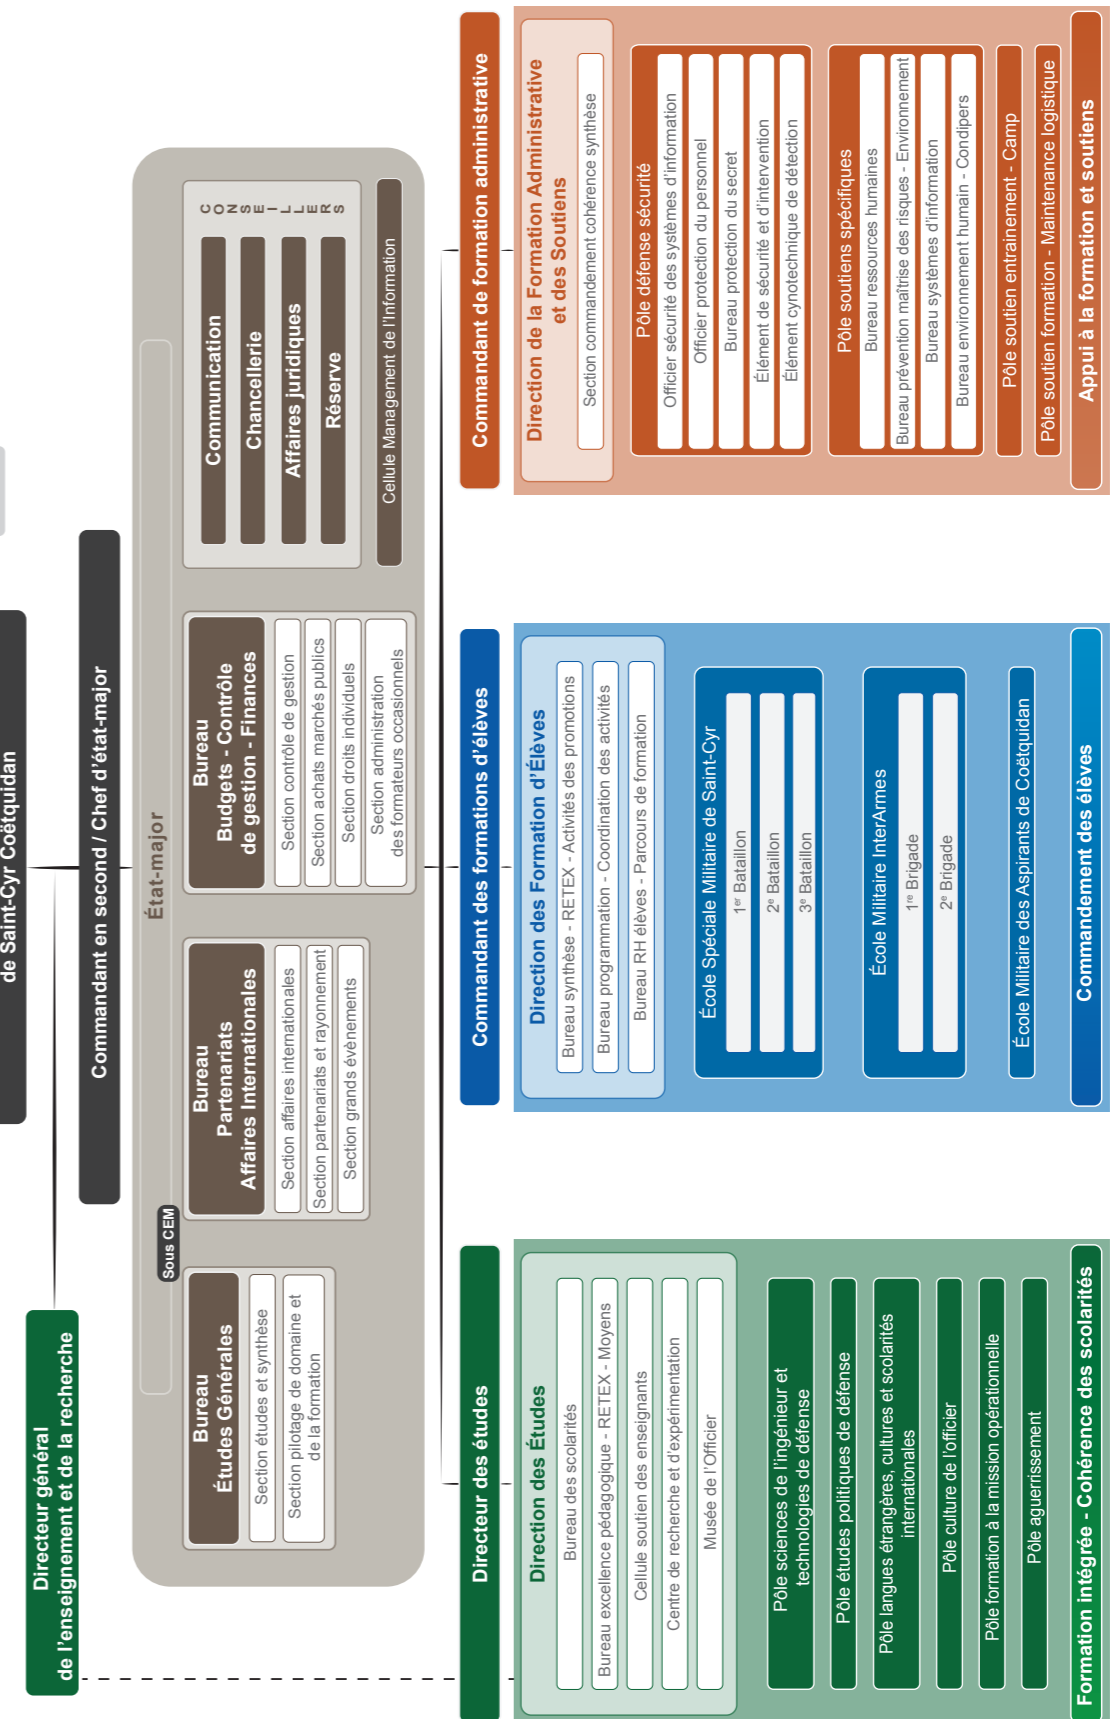 de Saint-Cyr Coëtquidan
Directeur général
de l'enseignement et de la recherche
Commandant en second / Chef d'état-major
État-major
Sous CEM
Bureau
Études Générales
Section études et synthèse
Section pilotage de domaine et
de la formation
Bureau
Partenariats
Affaires Internationales
Section affaires internationales
Section partenariats et rayonnement
Section grands évènements
Bureau
Budgets - Contrôle
de gestion - Finances
Section contrôle de gestion
Section achats marchés publics
Section droits individuels
Section administration
des formateurs occasionnels
CONSEILLERS
Communication
Chancellerie
Affaires juridiques
Réserve
Cellule Management de l'Information
Directeur des études
Direction des Études
Bureau des scolarités
Bureau excellence pédagogique - RETEX - Moyens
Cellule soutien des enseignants
Centre de recherche et d'expérimentation
Musée de l'Officier
Pôle sciences de l'ingénieur et
technologies de défense
Pôle études politiques de défense
Pôle langues étrangères, cultures et scolarités
internationales
Pôle culture de l'officier
Pôle formation à la mission opérationnelle
Pôle aguerrissement
Formation intégrée - Cohérence des scolarités
Commandant des formations d'élèves
Direction des Formation d'Élèves
Bureau synthèse - RETEX - Activités des promotions
Bureau programmation - Coordination des activités
Bureau RH élèves - Parcours de formation
École Spéciale Militaire de Saint-Cyr
1er Bataillon
2e Bataillon
3e Bataillon
École Militaire InterArmes
1re Brigade
2e Brigade
École Militaire des Aspirants de Coëtquidan
Commandement des élèves
Commandant de formation administrative
Direction de la Formation Administrative
et des Soutiens
Section commandement cohérence synthèse
Pôle défense sécurité
Officier sécurité des systèmes d'information
Officier protection du personnel
Bureau protection du secret
Élément de sécurité et d'intervention
Élément cynotechnique de détection
Pôle soutiens spécifiques
Bureau ressources humaines
Bureau prévention maîtrise des risques - Environnement
Bureau systèmes d'information
Bureau environnement humain - Condipers
Pôle soutien entrainement - Camp
Pôle soutien formation - Maintenance logistique
Appui à la formation et soutiens